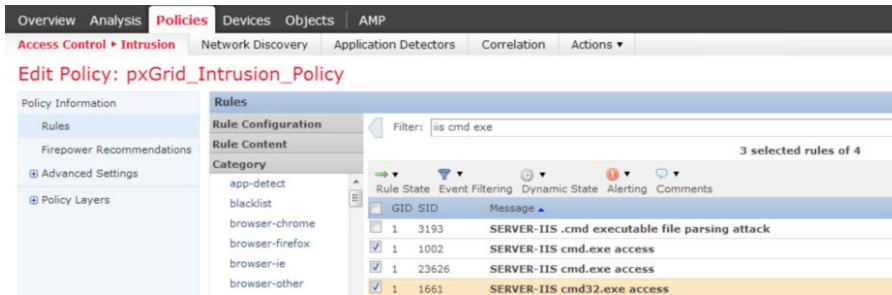 Overview Analysis Policies Devices Objects AMP
Access Control ▸ Intrusion Network Discovery Application Detectors Correlation Actions ▾
Edit Policy: pxGrid_Intrusion_Policy
Policy Information
Rules
Firepower Recommendations
Advanced Settings
Policy Layers
Rules
Rule Configuration
Rule Content
Category
app-detect
blacklist
browser-chrome
browser-firefox
browser-ie
browser-other
Filter: iis cmd exe
3 selected rules of 4
Rule State Event Filtering Dynamic State Alerting Comments
GID SID Message
1 3193 SERVER-IIS .cmd executable file parsing attack
1 1002 SERVER-IIS cmd.exe access
1 23626 SERVER-IIS cmd.exe access
1 1661 SERVER-IIS cmd32.exe access